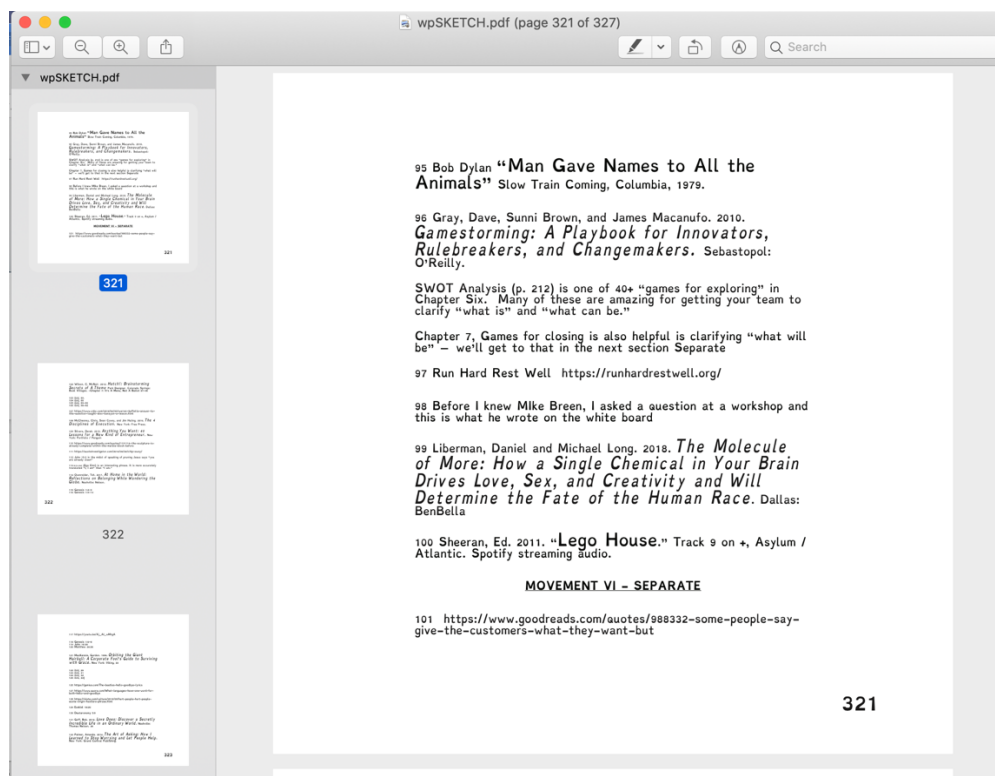 wpSKETCH.pdf (page 321 of 327)
Search
wpSKETCH.pdf
321
322
95 Bob Dylan “Man Gave Names to All the
Animals” Slow Train Coming, Columbia, 1979.
96 Gray, Dave, Sunni Brown, and James Macanufo. 2010.
Gamestorming: A Playbook for Innovators,
Rulebreakers, and Changemakers. Sebastopol:
O’Reilly.
SWOT Analysis (p. 212) is one of 40+ “games for exploring” in
Chapter Six. Many of these are amazing for getting your team to
clarify “what is” and “what can be.”
Chapter 7, Games for closing is also helpful is clarifying “what will
be” – we’ll get to that in the next section Separate
97 Run Hard Rest Well https://runhardrestwell.org/
98 Before I knew MIke Breen, I asked a question at a workshop and
this is what he wrote on the white board
99 Liberman, Daniel and Michael Long. 2018. The Molecule
of More: How a Single Chemical in Your Brain
Drives Love, Sex, and Creativity and Will
Determine the Fate of the Human Race. Dallas:
BenBella
100 Sheeran, Ed. 2011. “Lego House.” Track 9 on +, Asylum /
Atlantic. Spotify streaming audio.
MOVEMENT VI – SEPARATE
101 https://www.goodreads.com/quotes/988332-some-people-say-
give-the-customers-what-they-want-but
321